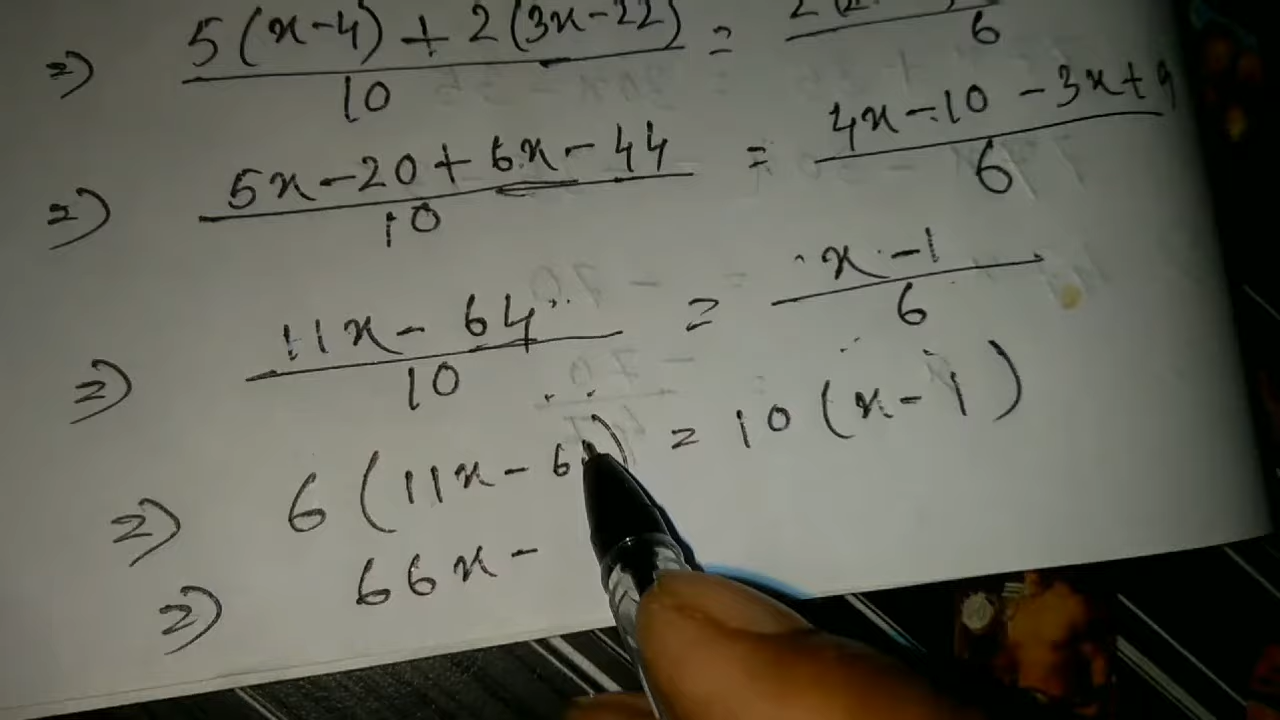 => 5(x-4)+2(3x-22)/10 = /6
=> 5x-20+6x-44/10 = 4x-10-3x+9/6
=> 11x-64/10 = x-1/6
=> 6(11x-6) = 10(x-1)
=> 66x-